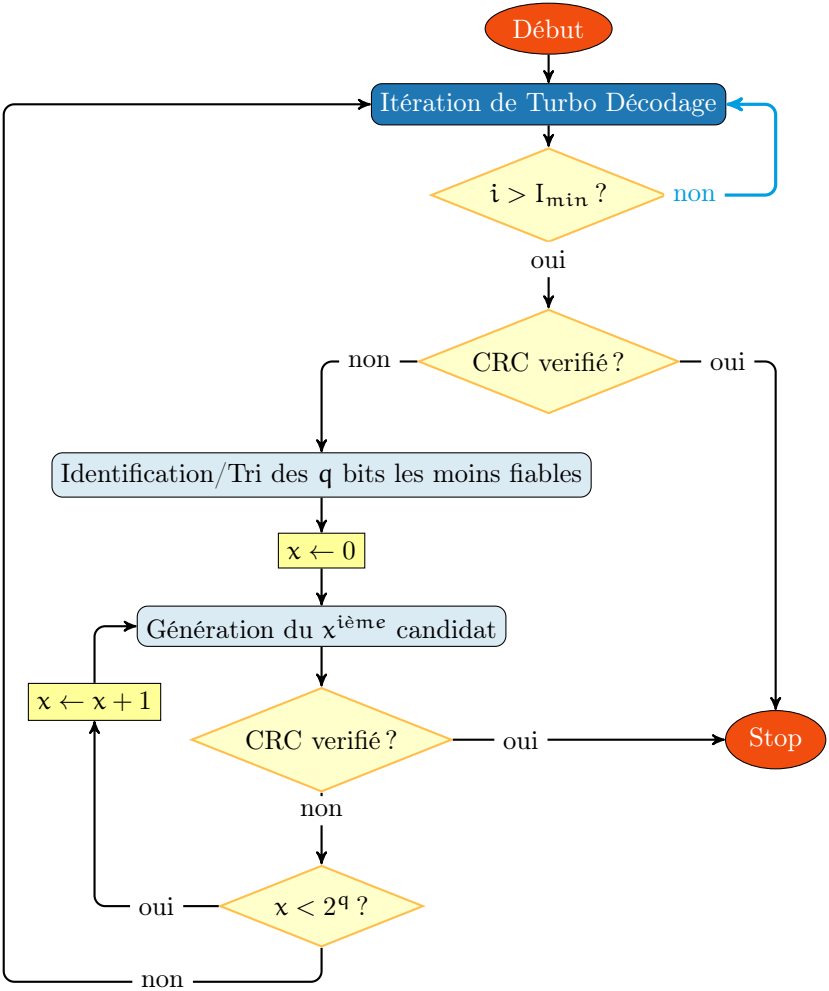 Début
Itération de Turbo Décodage
i > I_min ?
non
oui
CRC verifié ?
non
oui
Identification/Tri des q bits les moins fiables
x ← 0
Génération du x^ième candidat
x ← x + 1
CRC verifié ?
oui
Stop
non
x < 2^q ?
oui
non